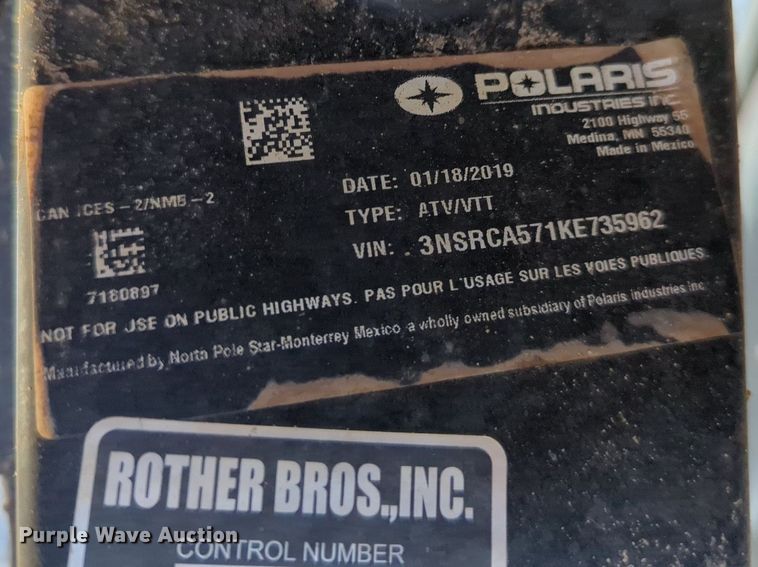 POLARIS
INDUSTRIES INC.
2100 Highway 55
Medina, MN 55340
Made in Mexico
CAN ICES - 2/NMB - 2
DATE: 01/18/2019
TYPE: ATV/VTT
VIN: 3NSRCA571KE735962
7180897
NOT FOR USE ON PUBLIC HIGHWAYS. PAS POUR L'USAGE SUR LES VOIES PUBLIQUES.
Manufactured by North Pole Star-Monterrey Mexico a wholly owned subsidiary of Polaris industries inc
ROTHER BROS.,INC.
CONTROL NUMBER
Purple Wave Auction